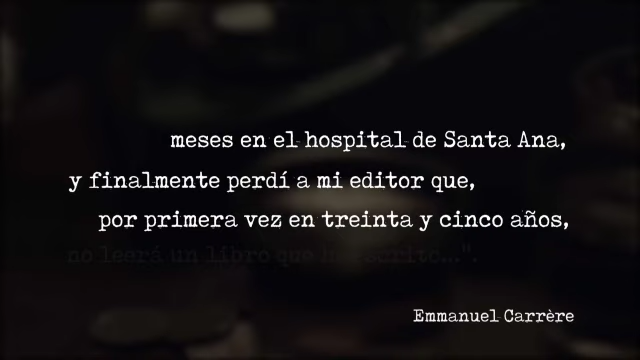 meses en el hospital de Santa Ana,
y finalmente perdí a mi editor que,
por primera vez en treinta y cinco años,
no leerá un libro que he escrito...".
Emmanuel Carrère